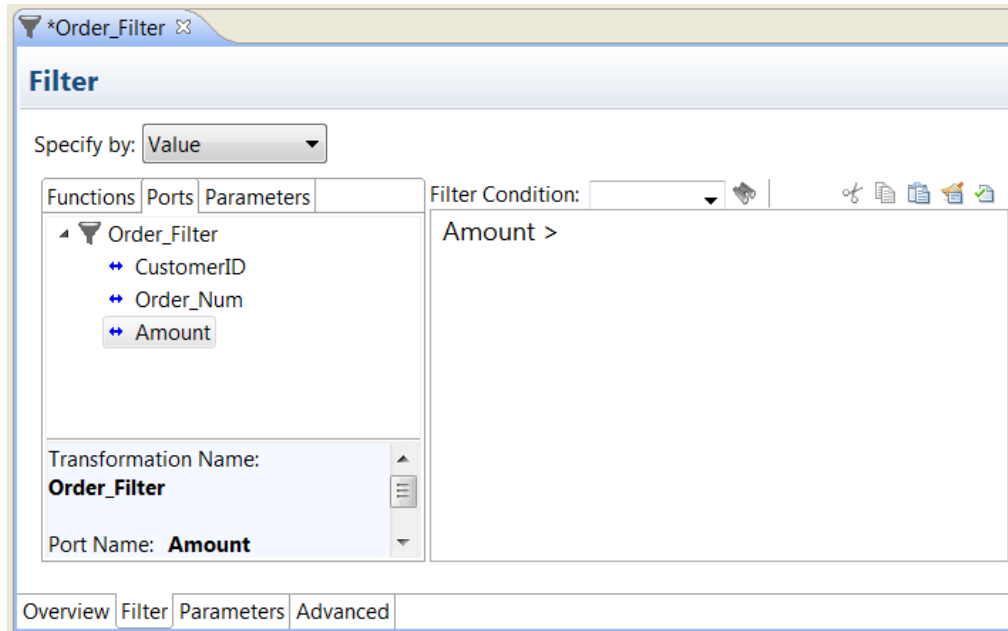 *Order_Filter
Filter
Specify by: Value
Functions Ports Parameters
Filter Condition:
Order_Filter
CustomerID
Order_Num
Amount
Amount >
Transformation Name:
Order_Filter
Port Name: Amount
Overview Filter Parameters Advanced